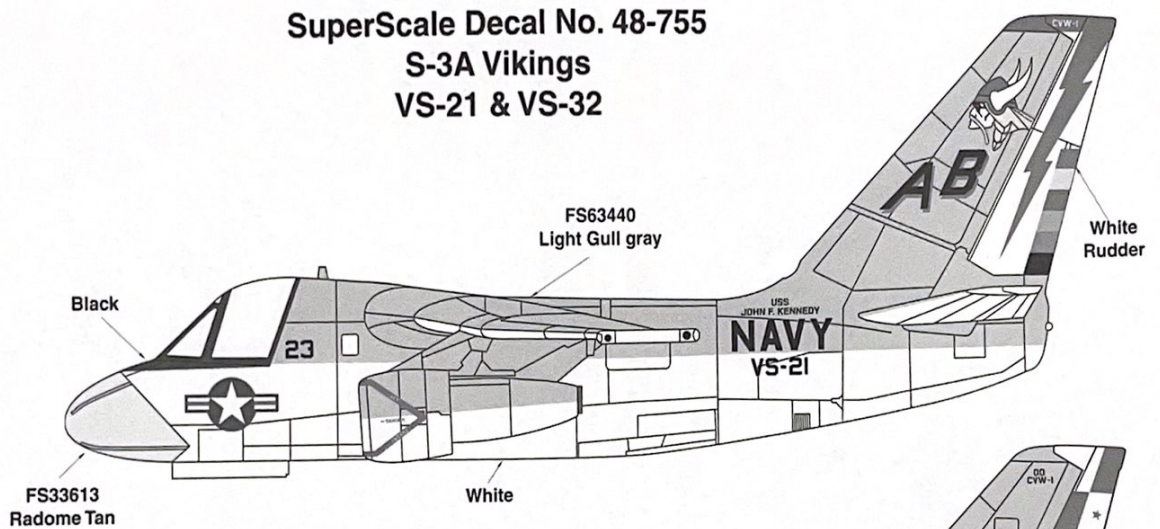 SuperScale Decal No. 48-755
S-3A Vikings
VS-21 & VS-32
CVW-1
AB
White
Rudder
FS63440
Light Gull gray
Black
23
USS
JOHN F. KENNEDY
NAVY
VS-21
FS33613
Radome Tan
White
CVW-1